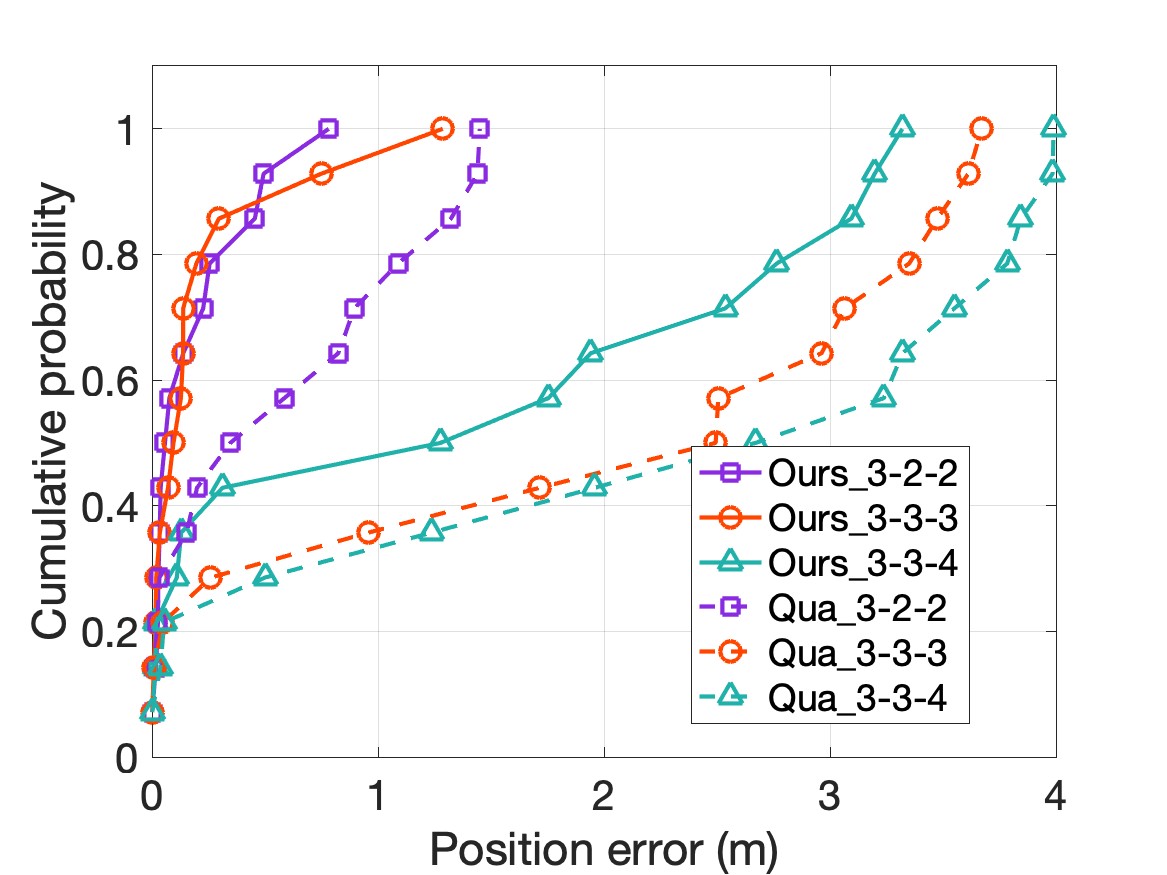 Cumulative probability
1
0.8
0.6
0.4
0.2
0
0
1
2
3
4
Position error (m)
Ours_3-2-2
Ours_3-3-3
Ours_3-3-4
Qua_3-2-2
Qua_3-3-3
Qua_3-3-4